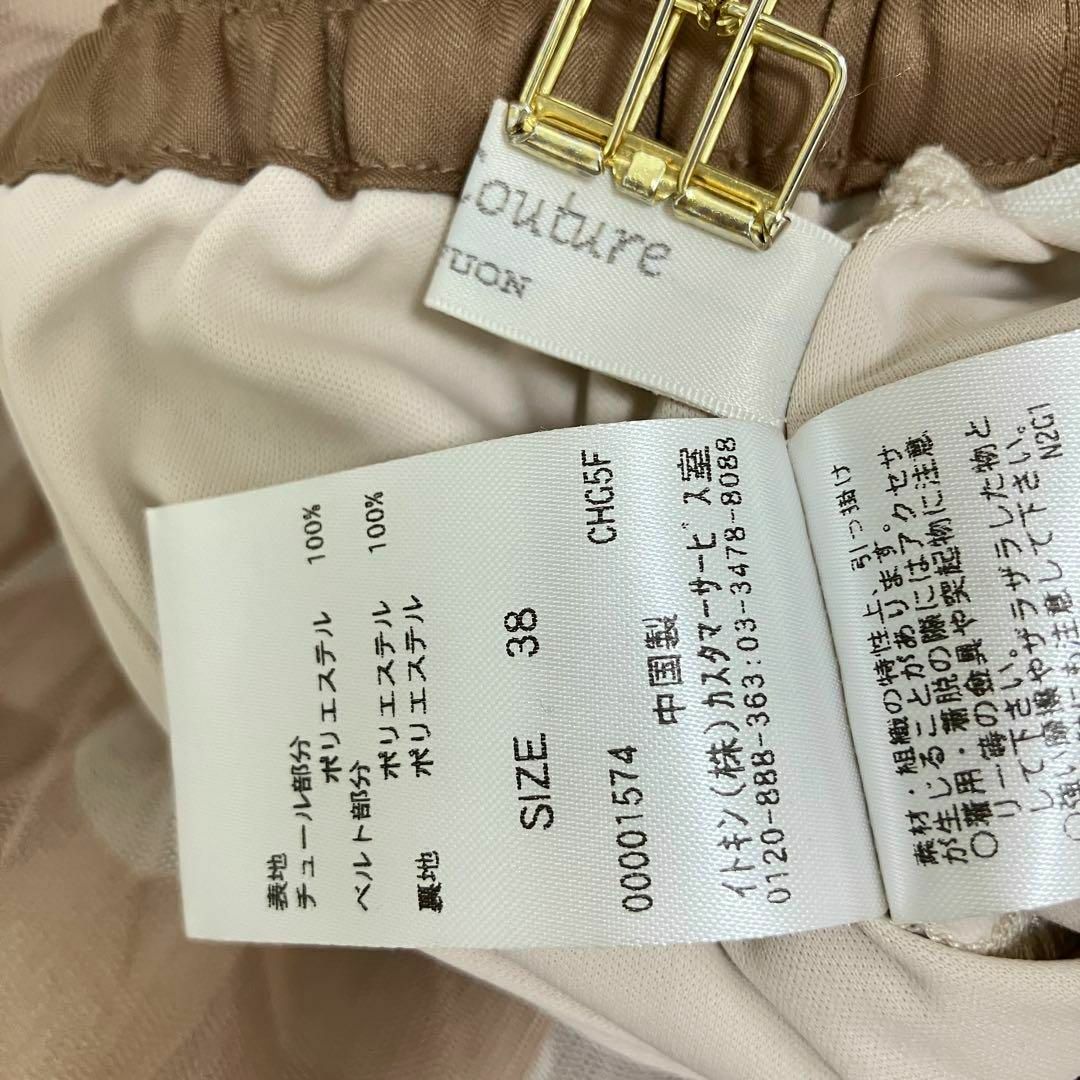 Couture
FUON
表地
チュール部分
ポリエステル 100%
ベルト部分
ポリエステル 100%
裏地 ポリエステル
SIZE 38
00001574 CHG5F
中国製
イトキン(株)カスタマーサービス室
0120-888-363:03-3478-8088
素材・組織の特性上、引っ掛け
が生じることがあります。
○着用・着脱の際にはアクセサ
リー時の金具や突起物に注意
して下さい。
○強い摩擦やザラザラした物と
注意して下さい。
N2G1